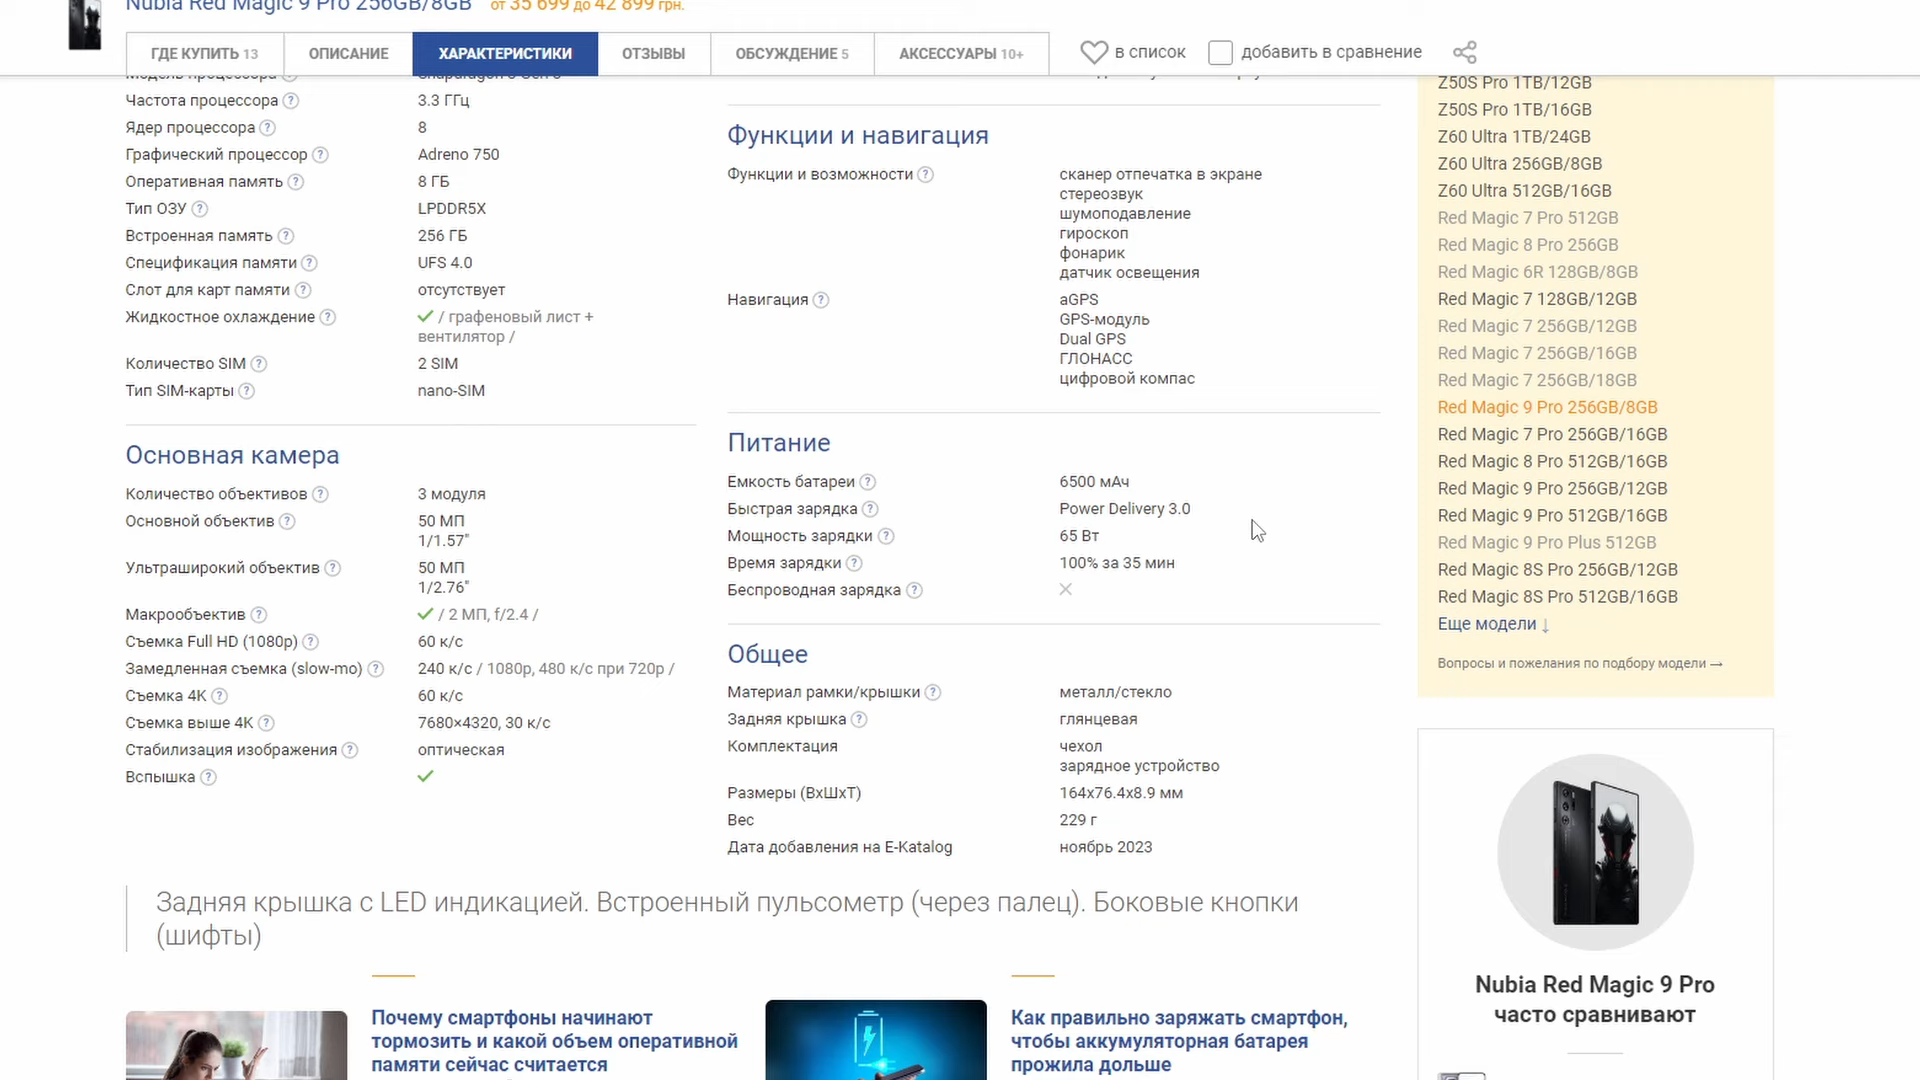 Nubia Red Magic 9 Pro 256GB/8GB от 35 699 до 42 899 грн.
ГДЕ КУПИТЬ 13 ОПИСАНИЕ ХАРАКТЕРИСТИКИ ОТЗЫВЫ ОБСУЖДЕНИЕ 5 АКСЕССУАРЫ 10+ в список добавить в сравнение
Частота процессора ? 3.3 ГГц
Ядер процессора ? 8
Графический процессор ? Adreno 750
Оперативная память ? 8 ГБ
Тип ОЗУ ? LPDDR5X
Встроенная память ? 256 ГБ
Спецификация памяти ? UFS 4.0
Слот для карт памяти ? отсутствует
Жидкостное охлаждение ? / графеновый лист +
вентилятор /
Количество SIM ? 2 SIM
Тип SIM-карты ? nano-SIM
Основная камера
Количество объективов ? 3 модуля
Основной объектив ? 50 МП
1/1.57"
Ультраширокий объектив ? 50 МП
1/2.76"
Макрообъектив ? / 2 МП, f/2.4 /
Съемка Full HD (1080p) ? 60 к/с
Замедленная съемка (slow-mo) ? 240 к/с / 1080p, 480 к/с при 720p /
Съемка 4K ? 60 к/с
Съемка выше 4K ? 7680×4320, 30 к/с
Стабилизация изображения ? оптическая
Вспышка ?
Функции и навигация
Функции и возможности ? сканер отпечатка в экране
стереозвук
шумоподавление
гироскоп
фонарик
датчик освещения
Навигация ? aGPS
GPS-модуль
Dual GPS
ГЛОНАСС
цифровой компас
Питание
Емкость батареи ? 6500 мАч
Быстрая зарядка ? Power Delivery 3.0
Мощность зарядки ? 65 Вт
Время зарядки ? 100% за 35 мин
Беспроводная зарядка ?
Общее
Материал рамки/крышки ? металл/стекло
Задняя крышка ? глянцевая
Комплектация чехол
зарядное устройство
Размеры (ВхШхТ) 164x76.4x8.9 мм
Вес 229 г
Дата добавления на E-Katalog ноябрь 2023
Задняя крышка с LED индикацией. Встроенный пульсометр (через палец). Боковые кнопки
(шифты)
Почему смартфоны начинают
тормозить и какой объем оперативной
памяти сейчас считается
Как правильно заряжать смартфон,
чтобы аккумуляторная батарея
прожила дольше
Z50S Pro 1TB/12GB
Z50S Pro 1TB/16GB
Z60 Ultra 1TB/24GB
Z60 Ultra 256GB/8GB
Z60 Ultra 512GB/16GB
Red Magic 7 Pro 512GB
Red Magic 8 Pro 256GB
Red Magic 6R 128GB/8GB
Red Magic 7 128GB/12GB
Red Magic 7 256GB/12GB
Red Magic 7 256GB/16GB
Red Magic 7 256GB/18GB
Red Magic 9 Pro 256GB/8GB
Red Magic 7 Pro 256GB/16GB
Red Magic 8 Pro 512GB/16GB
Red Magic 9 Pro 256GB/12GB
Red Magic 9 Pro 512GB/16GB
Red Magic 9 Pro Plus 512GB
Red Magic 8S Pro 256GB/12GB
Red Magic 8S Pro 512GB/16GB
Еще модели ↓
Вопросы и пожелания по подбору модели →
Nubia Red Magic 9 Pro
часто сравнивают